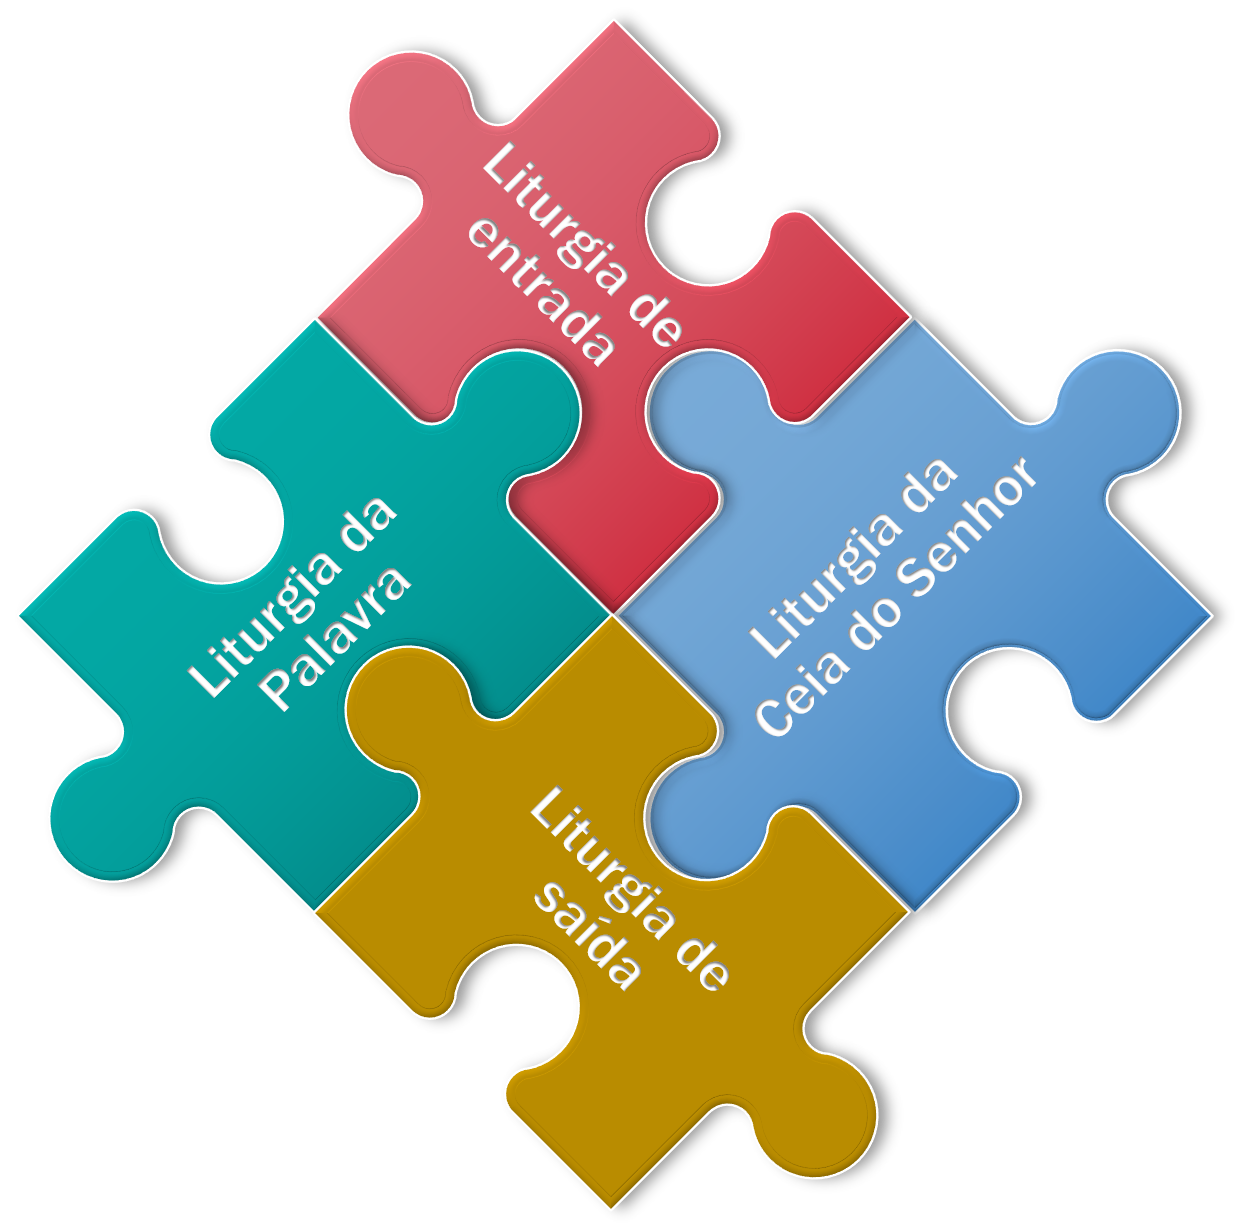 Liturgia de
entrada
Liturgia da
Palavra
Liturgia da
Ceia do Senhor
Liturgia de
saída